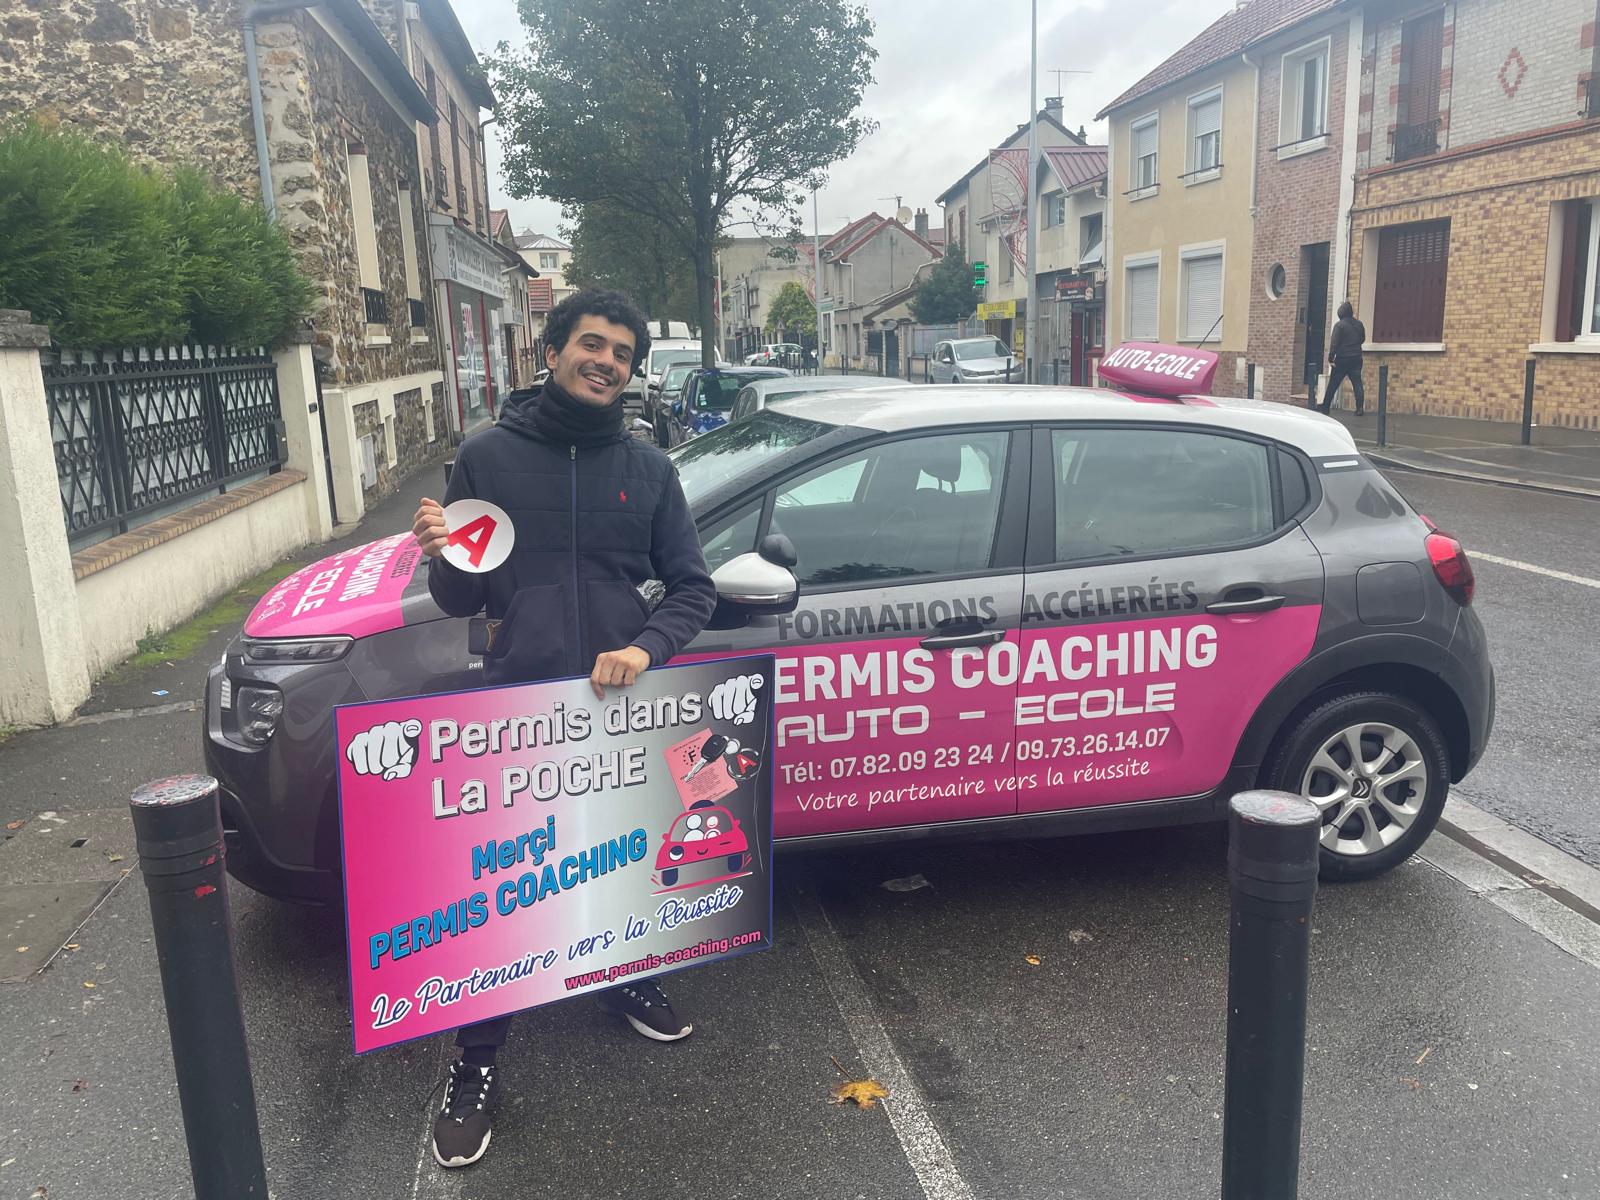 AUTO-ECOLE
A
FORMATIONS ACCÉLERÉES
ERMIS COACHING
AUTO - ECOLE
Tél: 07.82.09 23 24 / 09.73.26.14.07
Votre partenaire vers la réussite
Permis dans
La POCHE
F
A
Merçi
PERMIS COACHING
Le Partenaire vers la Réussite
www.permis-coaching.com